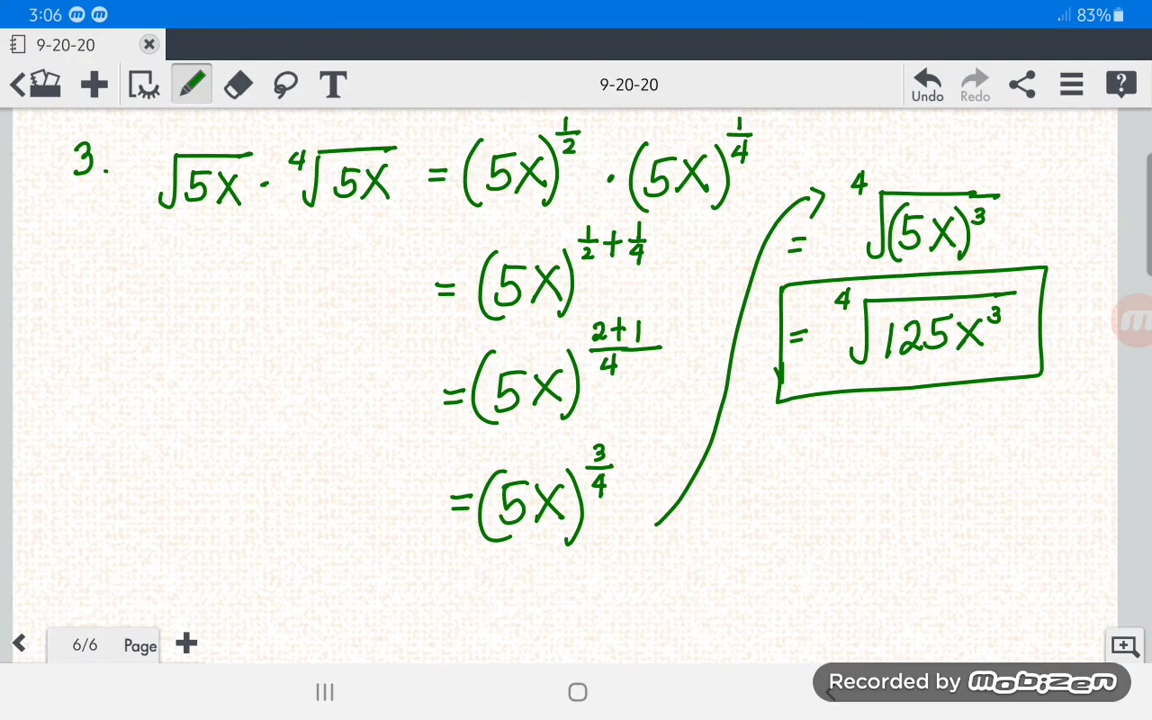 3:06 83%
9-20-20
T 9-20-20 Undo Redo ?
3. √5X · ⁴√5X = (5X)^{1/2} · (5X)^{1/4}
= (5X)^{1/2 + 1/4}
= (5X)^{2+1/4}
= (5X)^{3/4}
= ⁴√(5X)³
= ⁴√125X³
6/6 Page +
Recorded by mobizen